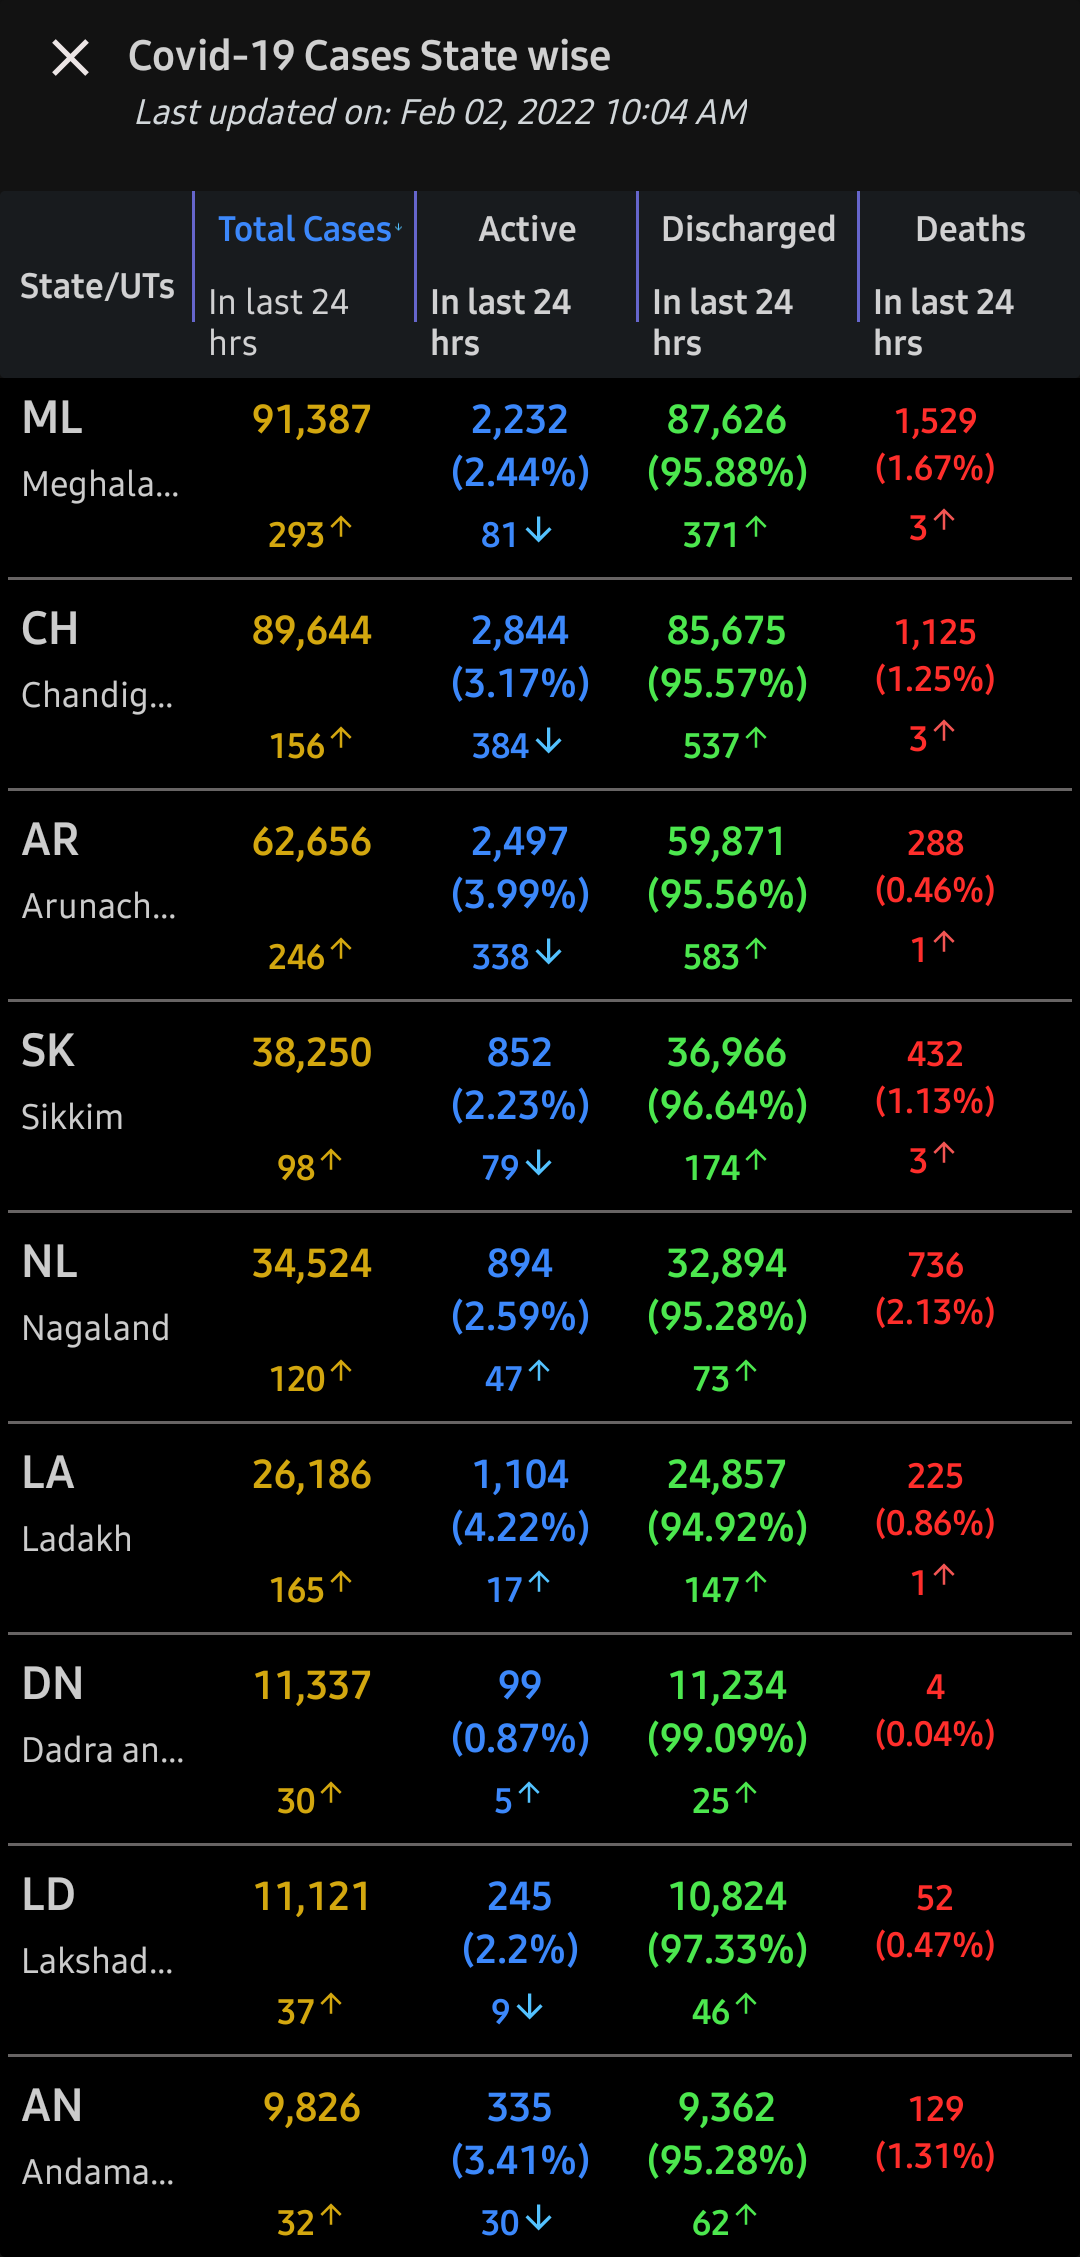 Covid-19 Cases State wise
Last updated on: Feb 02, 2022 10:04 AM
State/UTs Total Cases↓ Active Discharged Deaths
In last 24 hrs In last 24 hrs In last 24 hrs In last 24 hrs
ML 91,387 2,232 87,626 1,529
Meghala... (2.44%) (95.88%) (1.67%)
293↑ 81↓ 371↑ 3↑
CH 89,644 2,844 85,675 1,125
Chandig... (3.17%) (95.57%) (1.25%)
156↑ 384↓ 537↑ 3↑
AR 62,656 2,497 59,871 288
Arunach... (3.99%) (95.56%) (0.46%)
246↑ 338↓ 583↑ 1↑
SK 38,250 852 36,966 432
Sikkim (2.23%) (96.64%) (1.13%)
98↑ 79↓ 174↑ 3↑
NL 34,524 894 32,894 736
Nagaland (2.59%) (95.28%) (2.13%)
120↑ 47↑ 73↑
LA 26,186 1,104 24,857 225
Ladakh (4.22%) (94.92%) (0.86%)
165↑ 17↑ 147↑ 1↑
DN 11,337 99 11,234 4
Dadra an... (0.87%) (99.09%) (0.04%)
30↑ 5↑ 25↑
LD 11,121 245 10,824 52
Lakshad... (2.2%) (97.33%) (0.47%)
37↑ 9↓ 46↑
AN 9,826 335 9,362 129
Andama... (3.41%) (95.28%) (1.31%)
32↑ 30↓ 62↑